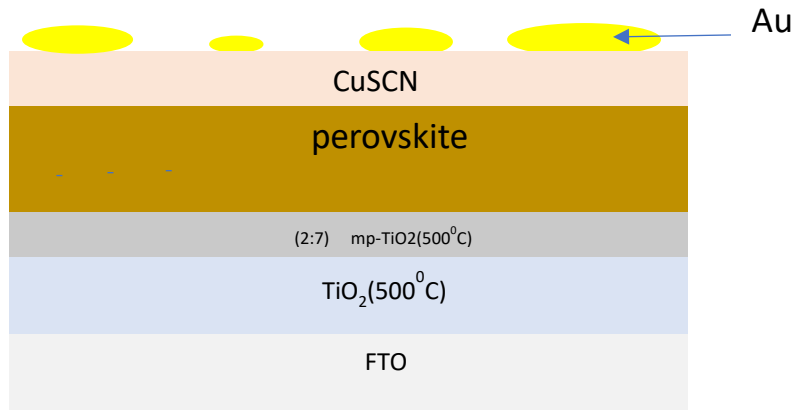 Au
CuSCN
perovskite
(2:7) mp-TiO2(500⁰C)
TiO₂(500⁰C)
FTO